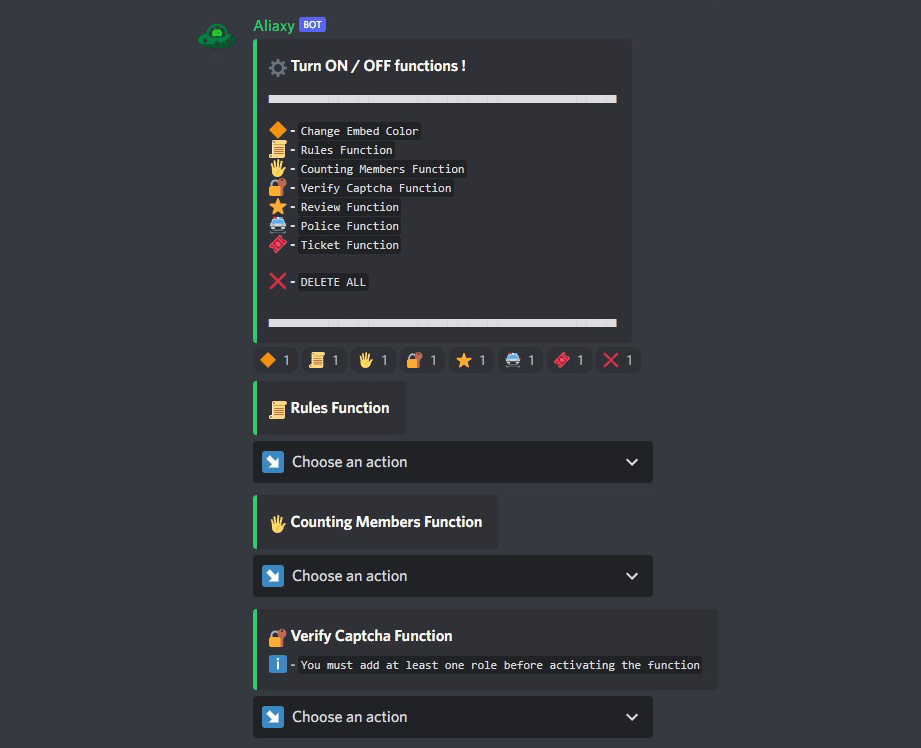 Aliaxy BOT
Turn ON / OFF functions !
- Change Embed Color
- Rules Function
- Counting Members Function
- Verify Captcha Function
- Review Function
- Police Function
- Ticket Function
- DELETE ALL
1 1 1 1 1 1 1 1
Rules Function
Choose an action
Counting Members Function
Choose an action
Verify Captcha Function
i - You must add at least one role before activating the function
Choose an action